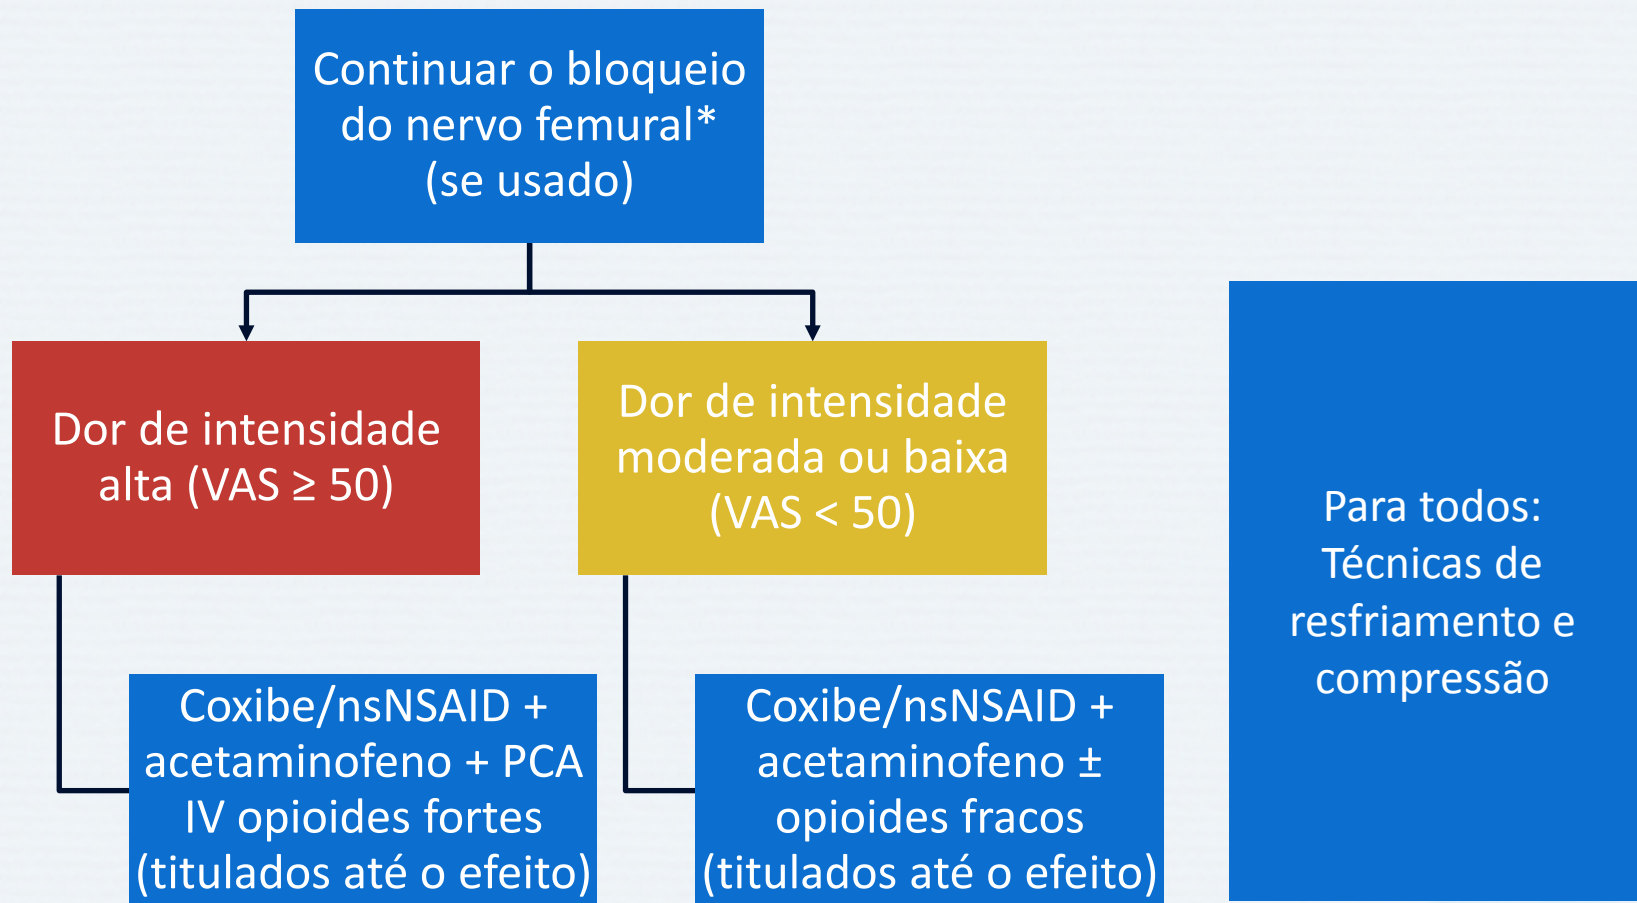 Continuar o bloqueio
do nervo femural*
(se usado)
Dor de intensidade
alta (VAS ≥ 50)
Dor de intensidade
moderada ou baixa
(VAS < 50)
Coxibe/nsNSAID +
acetaminofeno + PCA
IV opioides fortes
(titulados até o efeito)
Coxibe/nsNSAID +
acetaminofeno ±
opioides fracos
(titulados até o efeito)
Para todos:
Técnicas de
resfriamento e
compressão